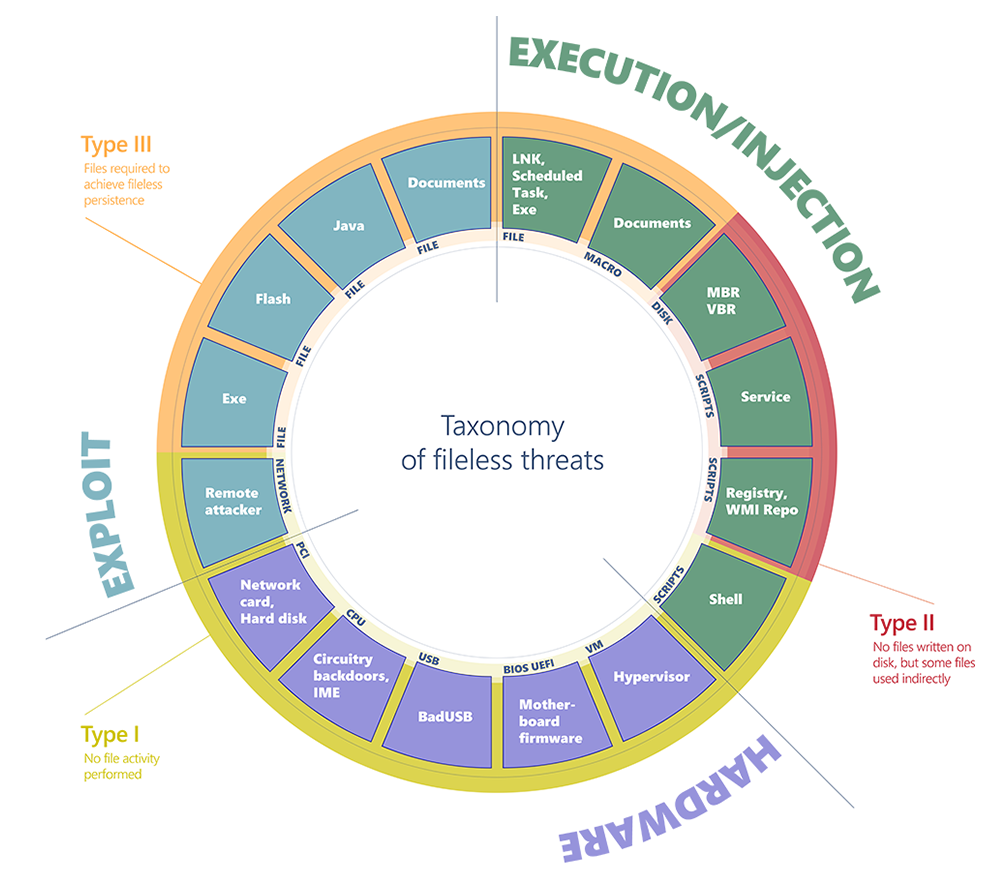 EXECUTION/INJECTION
Type III
Files required to
achieve fileless
persistence
Documents
LNK,
Scheduled
Task,
Exe
Java
Documents
FILE
FILE
MACRO
FILE
Flash
MBR
VBR
DISK
FILE
Exe
Service
SCRIPTS
Taxonomy
of fileless threats
FILE
EXPLOIT
Remote
attacker
NETWORK
SCRIPTS
Registry,
WMI Repo
PCI
Network
card,
Hard disk
SCRIPTS
Shell
CPU
Type II
No files written on
disk, but some files
used indirectly
Circuitry
backdoors,
IME
USB
BIOS UEFI
VM
Hypervisor
BadUSB
Mother-
board
firmware
Type I
No file activity
performed
HARDWARE